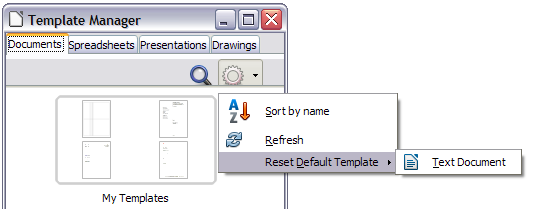 Template Manager
Documents Spreadsheets Presentations Drawings
A
Z
Sort by name
Refresh
Reset Default Template Text Document
My Templates